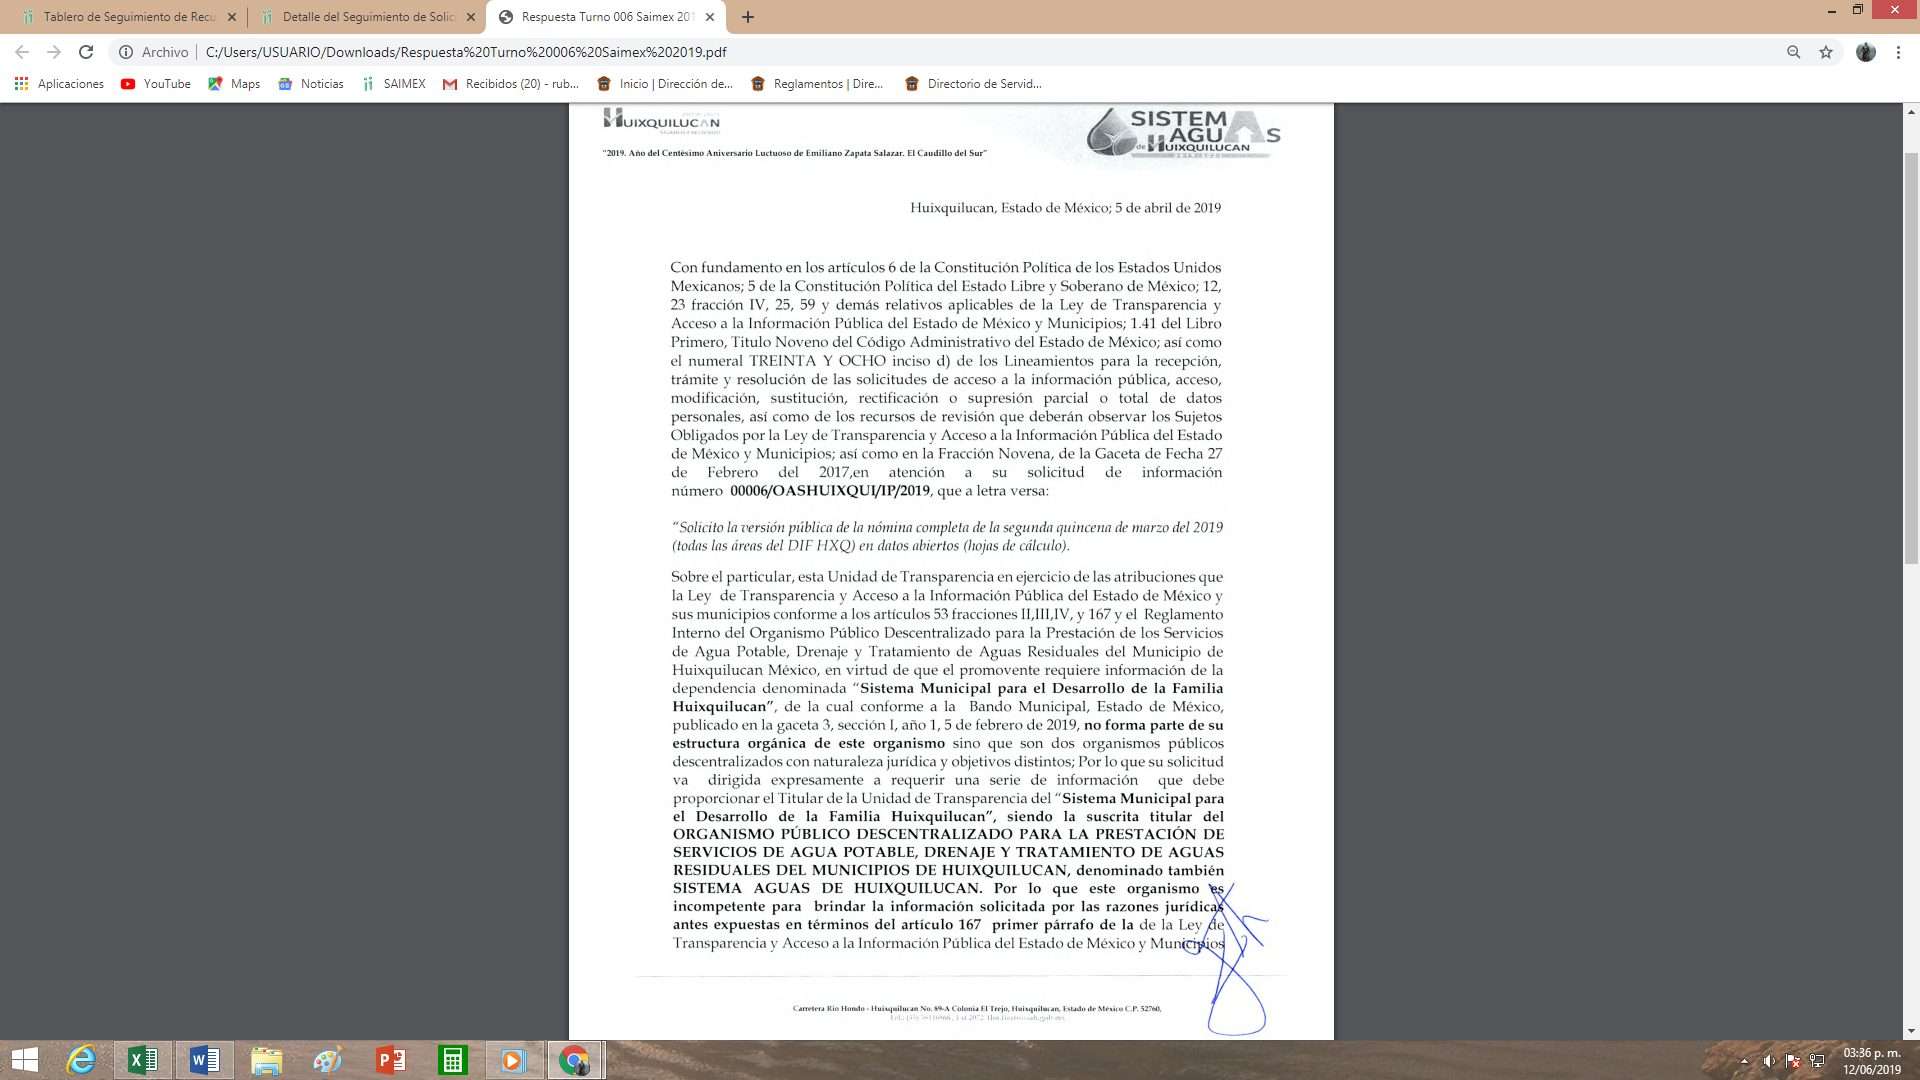 Tablero de Seguimiento de Recu
Detalle del Seguimiento de Solic
Respuesta Turno 006 Saimex 201
Archivo
C:/Users/USUARIO/Downloads/Respuesta%20Turno%20006%20Saimex%202019.pdf
Aplicaciones
YouTube
Maps
Noticias
SAIMEX
Recibidos (20) - rub...
Inicio | Dirección de...
Reglamentos | Dire...
Directorio de Servid...
HUIXQUILUCAN
SISTEMA
AGUAS
de HUIXQUILUCAN
2019-2021
"2019. Año del Centésimo Aniversario Luctuoso de Emiliano Zapata Salazar. El Caudillo del Sur"
Huixquilucan, Estado de México; 5 de abril de 2019
Con fundamento en los artículos 6 de la Constitución Política de los Estados Unidos
Mexicanos; 5 de la Constitución Política del Estado Libre y Soberano de México; 12,
23 fracción IV, 25, 59 y demás relativos aplicables de la Ley de Transparencia y
Acceso a la Información Pública del Estado de México y Municipios; 1.41 del Libro
Primero, Titulo Noveno del Código Administrativo del Estado de México; así como
el numeral TREINTA Y OCHO inciso d) de los Lineamientos para la recepción,
trámite y resolución de las solicitudes de acceso a la información pública, acceso,
modificación, sustitución, rectificación o supresión parcial o total de datos
personales, así como de los recursos de revisión que deberán observar los Sujetos
Obligados por la Ley de Transparencia y Acceso a la Información Pública del Estado
de México y Municipios; así como en la Fracción Novena, de la Gaceta de Fecha 27
de Febrero del 2017,en atención a su solicitud de información
número 00006/OASHUIXQUI/IP/2019, que a letra versa:
"Solicito la versión pública de la nómina completa de la segunda quincena de marzo del 2019
(todas las áreas del DIF HXQ) en datos abiertos (hojas de cálculo).
Sobre el particular, esta Unidad de Transparencia en ejercicio de las atribuciones que
la Ley de Transparencia y Acceso a la Información Pública del Estado de México y
sus municipios conforme a los artículos 53 fracciones II,III,IV, y 167 y el Reglamento
Interno del Organismo Público Descentralizado para la Prestación de los Servicios
de Agua Potable, Drenaje y Tratamiento de Aguas Residuales del Municipio de
Huixquilucan México, en virtud de que el promovente requiere información de la
dependencia denominada "Sistema Municipal para el Desarrollo de la Familia
Huixquilucan", de la cual conforme a la Bando Municipal, Estado de México,
publicado en la gaceta 3, sección I, año 1, 5 de febrero de 2019, no forma parte de su
estructura orgánica de este organismo sino que son dos organismos públicos
descentralizados con naturaleza jurídica y objetivos distintos; Por lo que su solicitud
va dirigida expresamente a requerir una serie de información que debe
proporcionar el Titular de la Unidad de Transparencia del "Sistema Municipal para
el Desarrollo de la Familia Huixquilucan", siendo la suscrita titular del
ORGANISMO PÚBLICO DESCENTRALIZADO PARA LA PRESTACIÓN DE
SERVICIOS DE AGUA POTABLE, DRENAJE Y TRATAMIENTO DE AGUAS
RESIDUALES DEL MUNICIPIOS DE HUIXQUILUCAN, denominado también
SISTEMA AGUAS DE HUIXQUILUCAN. Por lo que este organismo es
incompetente para brindar la información solicitada por las razones jurídicas
antes expuestas en términos del artículo 167 primer párrafo de la de la Ley de
Transparencia y Acceso a la Información Pública del Estado de México y Municipios
Carretera Río Hondo - Huixquilucan No. 89-A Colonia El Trejo, Huixquilucan, Estado de México C.P. 52760,
03:36 p. m.
12/06/2019